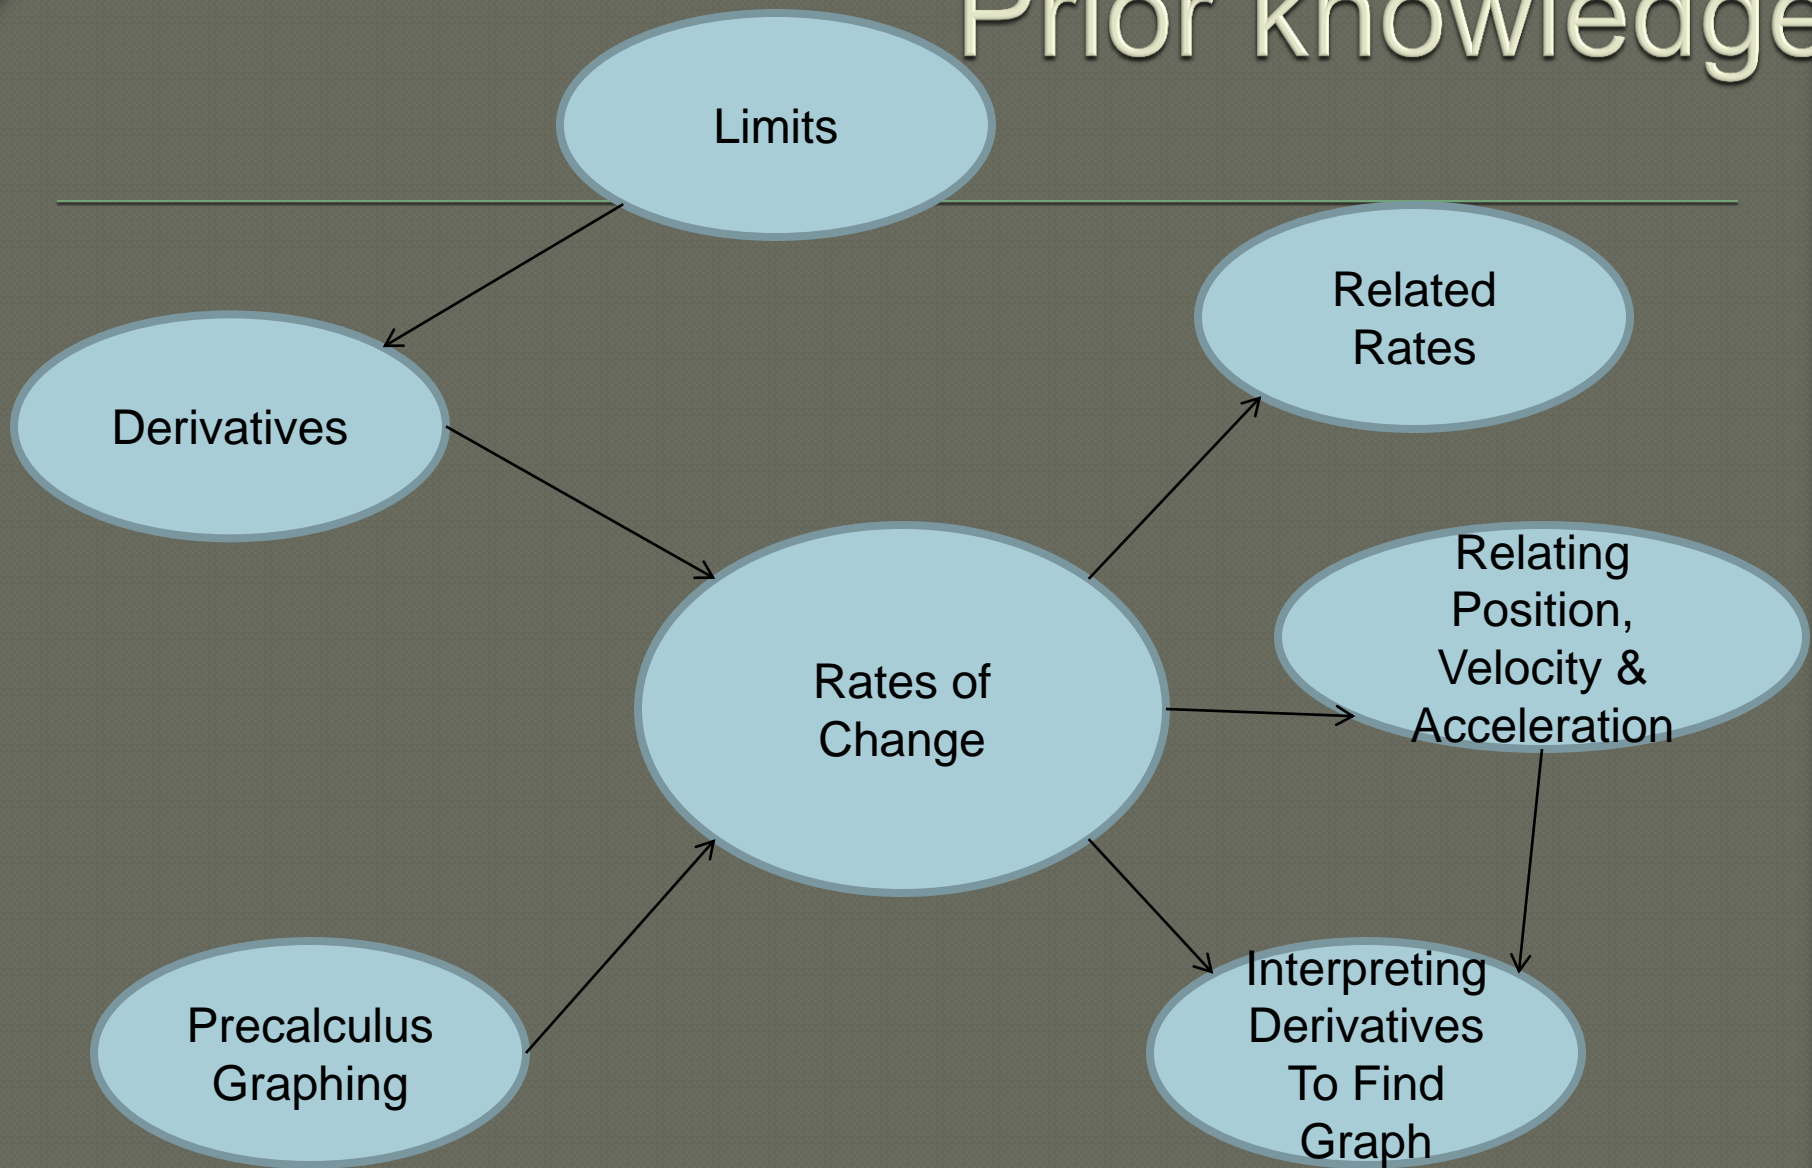 Prior knowledge
Limits
Related
Rates
Derivatives
Relating
Position,
Velocity &
Acceleration
Rates of
Change
Precalculus
Graphing
Interpreting
Derivatives
To Find
Graph